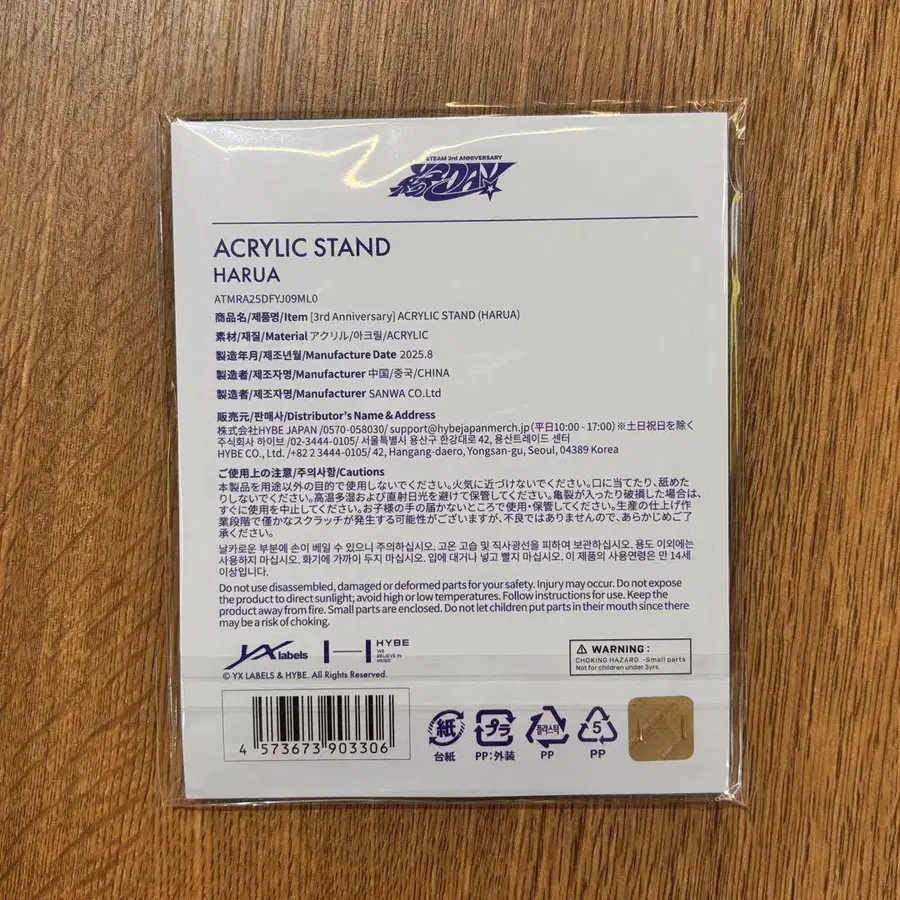 &TEAM 3rd ANNIVERSARY
ACRYLIC STAND
HARUA
ATMRA25DFYJ09ML0
商品名/제품명/Item [3rd Anniversary] ACRYLIC STAND (HARUA)
素材/재질/Material アクリル/아크릴/ACRYLIC
製造年月/제조년월/Manufacture Date 2025.8
製造者/제조자명/Manufacturer 中国/중국/CHINA
製造者/제조자명/Manufacturer SANWA CO.Ltd
販売元/판매사/Distributor's Name & Address
株式会社HYBE JAPAN /0570-058030/ support@hybejapanmerch.jp (平日10:00 - 17:00) ※土日祝日を除く
주식회사 하이브 /02-3444-0105/ 서울특별시 용산구 한강대로 42, 용산트레이드 센터
HYBE CO., Ltd. /+82 2 3444-0105/ 42, Hangang-daero, Yongsan-gu, Seoul, 04389 Korea
ご使用上の注意/주의사항/Cautions
本製品を用途以外の目的で使用しないでください。火気に近づけないでください。口に当てたり、舐めた
りしないでください。高温多湿および直射日光を避けて保管してください。亀裂が入ったり破損した場合は、
すぐに使用を中止してください。お子様の手の届かないところで使用・保管してください。生産の仕上げ作
業段階で僅かなスクラッチが発生する可能性がございますが、不良ではありませんので、あらかじめご了
承ください。
날카로운 부분에 손이 베일 수 있으니 주의하십시오. 고온 고습 및 직사광선을 피하여 보관하십시오. 용도 이외에는
사용하지 마십시오. 화기에 가까이 두지 마십시오. 입에 대거나 넣고 빨지 마십시오. 이 제품의 사용연령은 만 14세
이상입니다.
Do not use disassembled, damaged or deformed parts for your safety. Injury may occur. Do not expose
the product to direct sunlight; avoid high or low temperatures. Follow instructions for use. Keep the
product away from fire. Small parts are enclosed. Do not let children put parts in their mouth since there
may be a risk of choking.
YX labels
HYBE
WE
BELIEVE IN
MUSIC
© YX LABELS & HYBE. All Rights Reserved.
⚠ WARNING :
CHOKING HAZARD -Small parts
Not for children under 3yrs.
4 573673 903306
紙
台紙
プラ
PP:外装
플라스틱
PP
5
PP